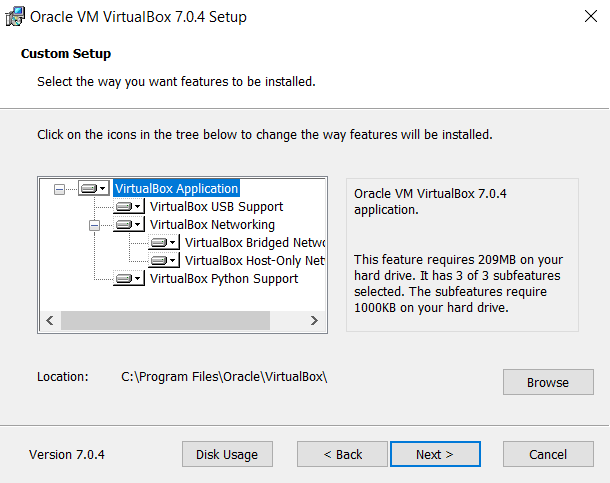 Oracle VM VirtualBox 7.0.4 Setup
Custom Setup
Select the way you want features to be installed.
Click on the icons in the tree below to change the way features will be installed.
VirtualBox Application
VirtualBox USB Support
VirtualBox Networking
VirtualBox Bridged Netwo
VirtualBox Host-Only Net
VirtualBox Python Support
Oracle VM VirtualBox 7.0.4
application.
This feature requires 209MB on your
hard drive. It has 3 of 3 subfeatures
selected. The subfeatures require
1000KB on your hard drive.
Location: C:\Program Files\Oracle\VirtualBox\
Browse
Version 7.0.4
Disk Usage
< Back
Next >
Cancel